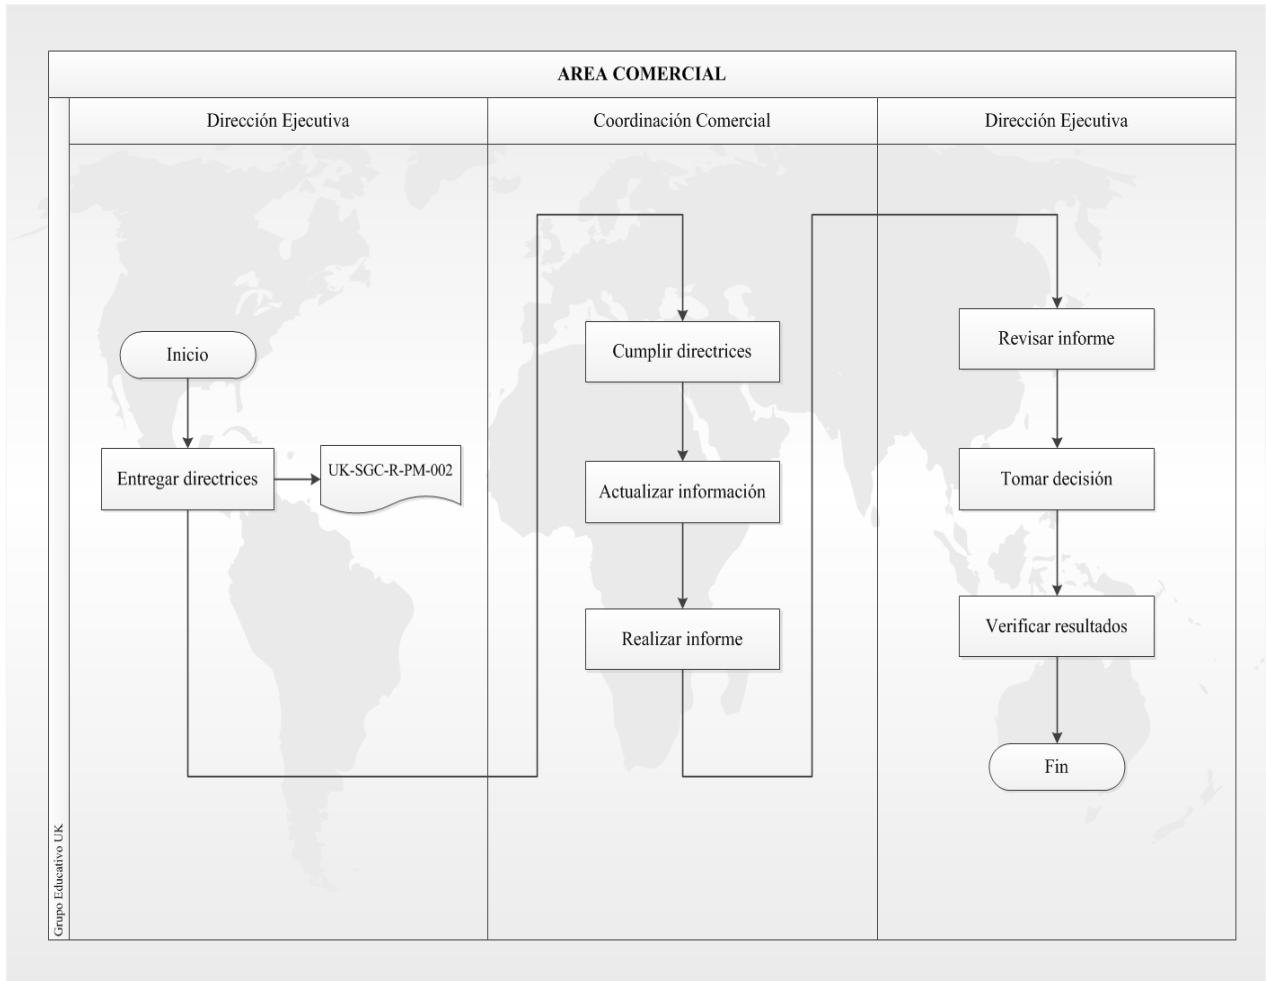 AREA COMERCIAL
Dirección Ejecutiva
Coordinación Comercial
Dirección Ejecutiva
Inicio
Entregar directrices
UK-SGC-R-PM-002
Cumplir directrices
Actualizar información
Realizar informe
Revisar informe
Tomar decisión
Verificar resultados
Fin
Grupo Educativo UK